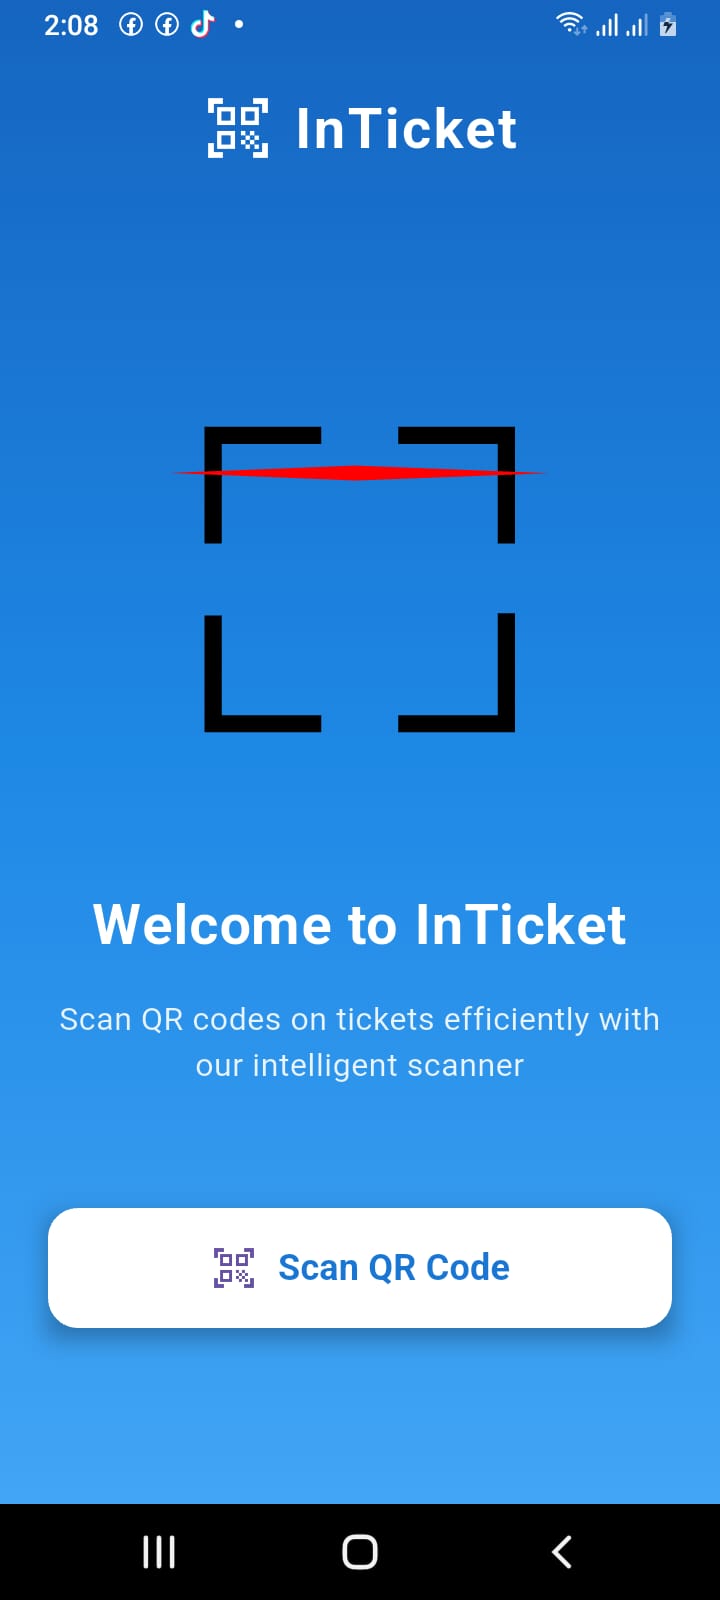 2:08
InTicket
Welcome to InTicket
Scan QR codes on tickets efficiently with
our intelligent scanner
Scan QR Code